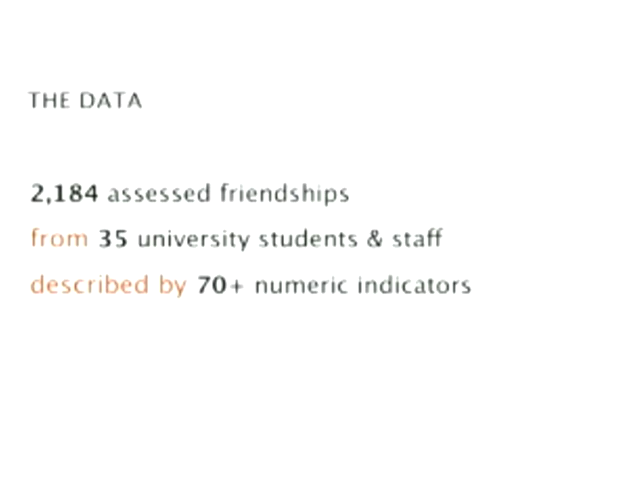 THE DATA
2,184 assessed friendships
from 35 university students & staff
described by 70+ numeric indicators